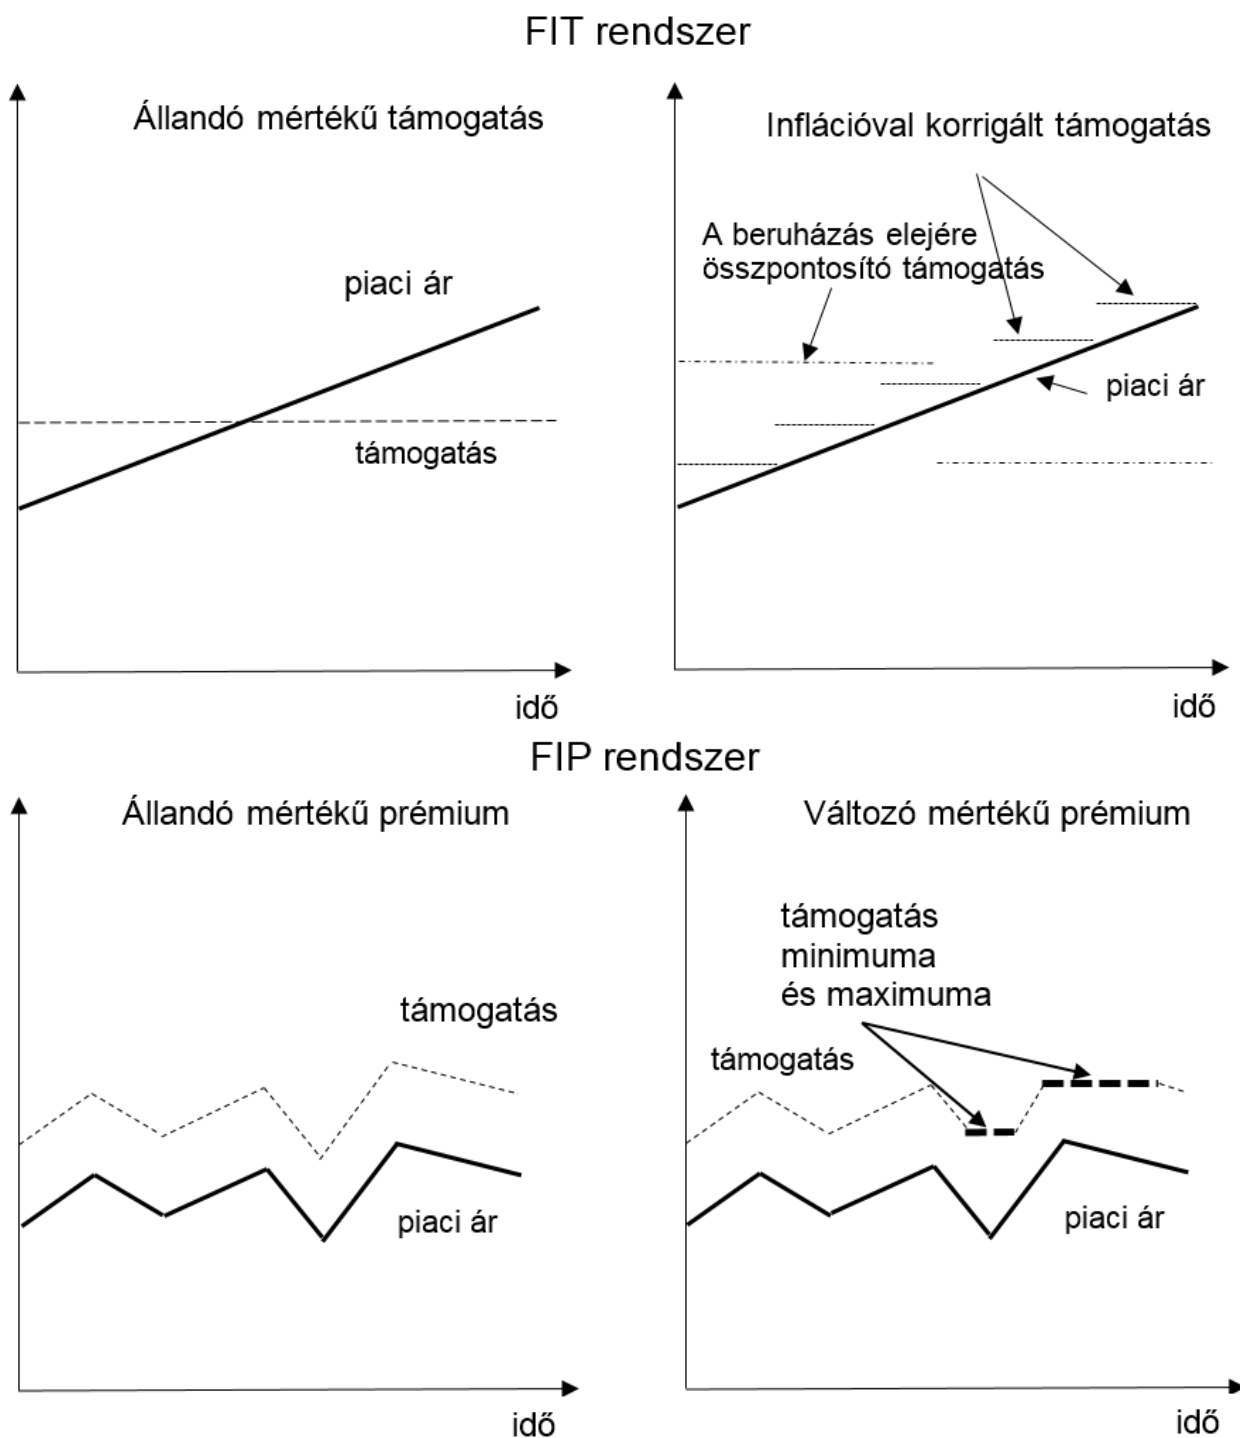 FIT rendszer
Állandó mértékű támogatás
piaci ár
támogatás
idő
Inflációval korrigált támogatás
A beruházás elejére
összpontosító támogatás
piaci ár
idő
FIP rendszer
Állandó mértékű prémium
támogatás
piaci ár
idő
Változó mértékű prémium
támogatás
minimuma
és maximuma
támogatás
piaci ár
idő